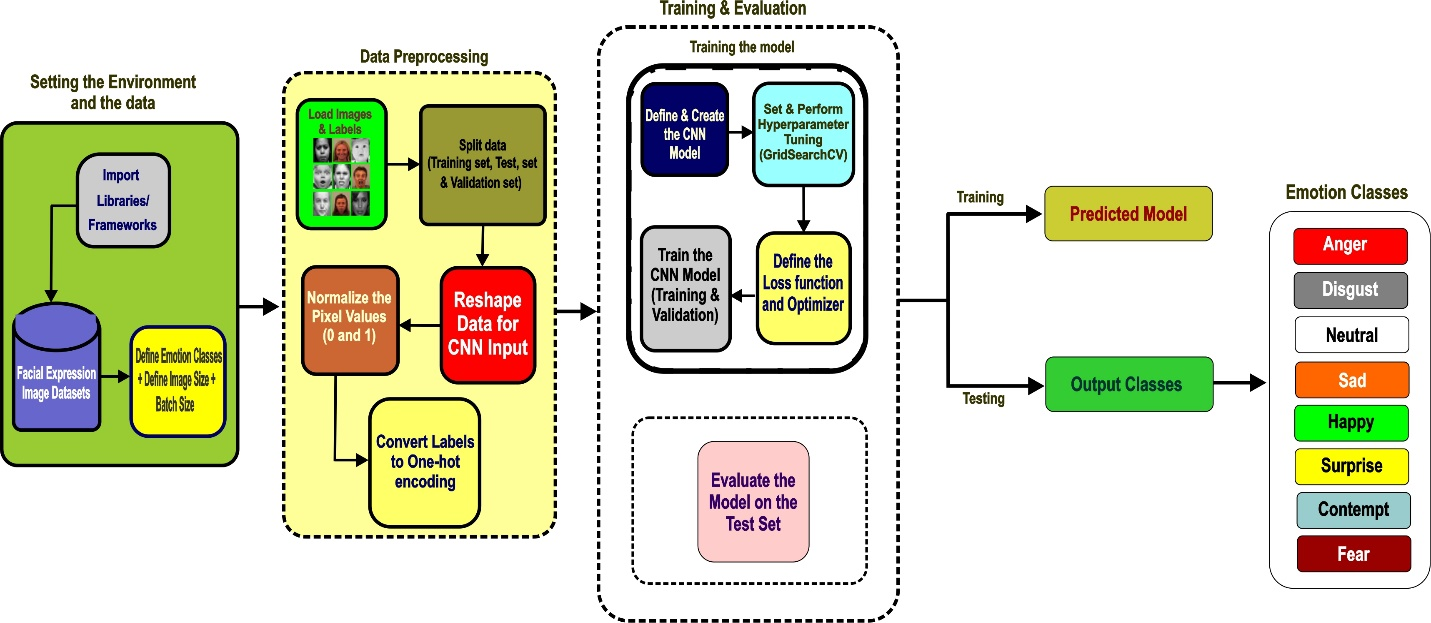 Setting the Environment
and the data
Import
Libraries/
Frameworks
Facial Expression
Image Datasets
Define Emotion Classes
+ Define Image Size +
Batch Size
Data Preprocessing
Load Images
& Labels
Split data
(Training set, Test, set
& Validation set)
Reshape
Data for
CNN Input
Normalize the
Pixel Values
(0 and 1)
Convert Labels
to One-hot
encoding
Training & Evaluation
Training the model
Define & Create
the CNN
Model
Set & Perform
Hyperparameter
Tuning
(GridSearchCV)
Define the
Loss function
and Optimizer
Train the
CNN Model
(Training &
Validation)
Evaluate the
Model on the
Test Set
Training
Predicted Model
Testing
Output Classes
Emotion Classes
Anger
Disgust
Neutral
Sad
Happy
Surprise
Contempt
Fear